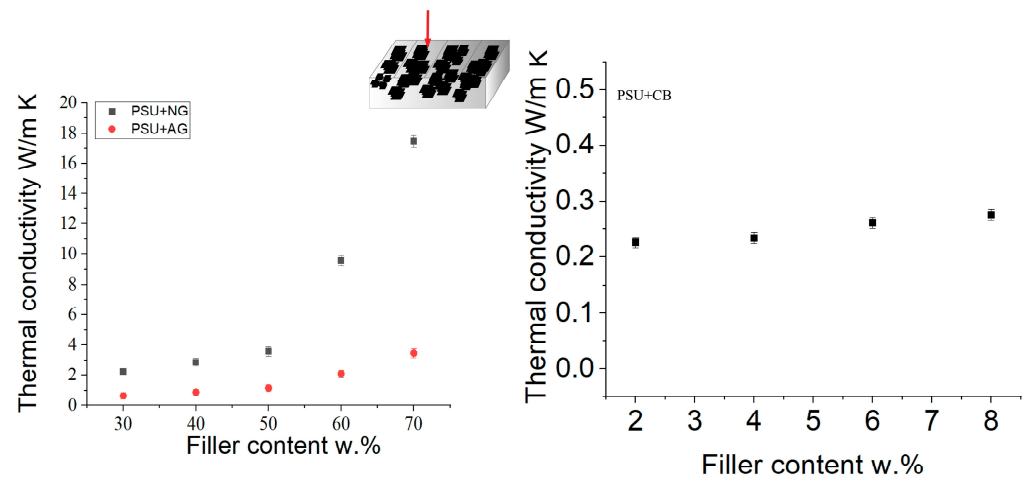 PSU+NG
PSU+AG
Thermal conductivity W/m K
20
18
16
14
12
10
8
6
4
2
0
30 40 50 60 70
Filler content w.%
PSU+CB
Thermal conductivity W/m K
0.5
0.4
0.3
0.2
0.1
0.0
2 3 4 5 6 7 8
Filler content w.%